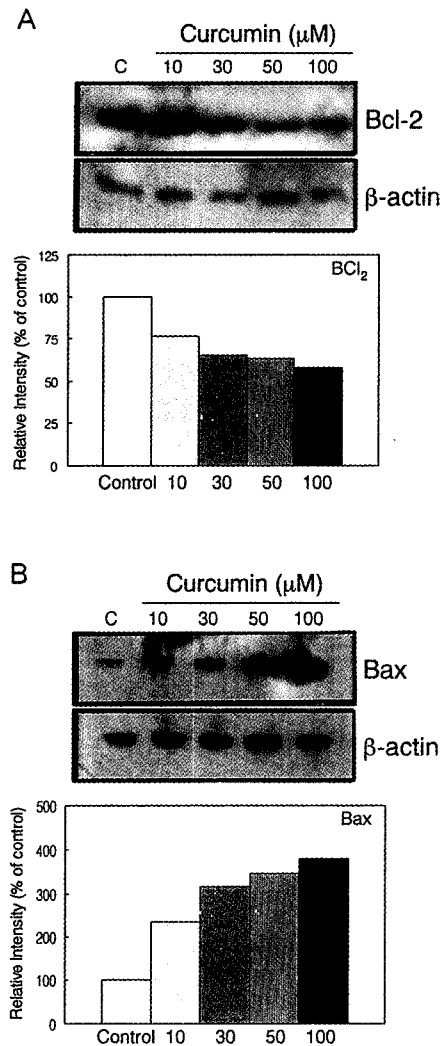 A
Curcumin (μM)
C 10 30 50 100
Bcl-2
β-actin
Relative Intensity (% of control)
125
100
75
50
25
0
BCl₂
Control 10 30 50 100
B
Curcumin (μM)
C 10 30 50 100
Bax
β-actin
Relative Intensity (% of control)
500
400
300
200
100
0
Bax
Control 10 30 50 100